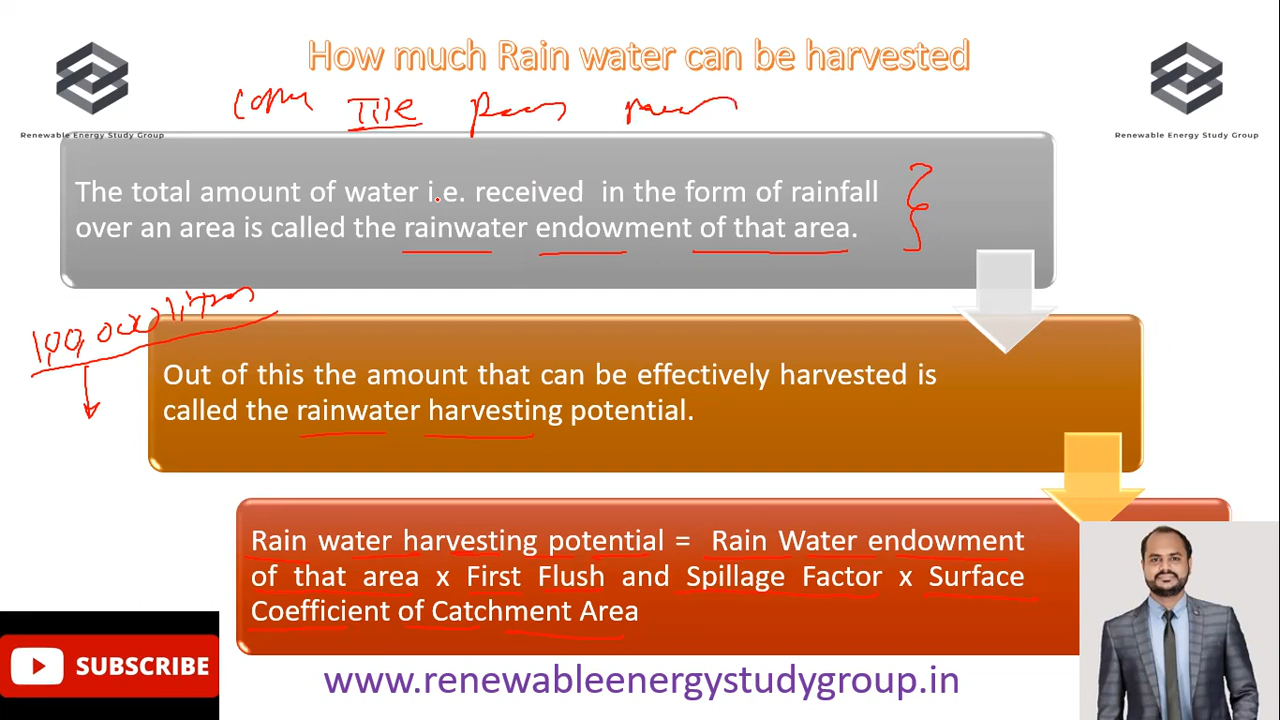 How much Rain water can be harvested
Tile
Renewable Energy Study Group
Renewable Energy Study Group
The total amount of water i.e. received in the form of rainfall
over an area is called the rainwater endowment of that area.
Out of this the amount that can be effectively harvested is
called the rainwater harvesting potential.
Rain water harvesting potential = Rain Water endowment
of that area x First Flush and Spillage Factor x Surface
Coefficient of Catchment Area
SUBSCRIBE
www.renewableenergystudygroup.in